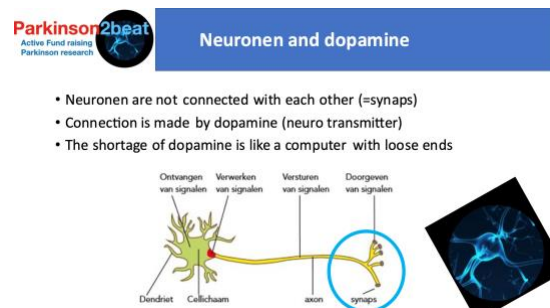 Parkinson2beat
Active Fund raising
Parkinson research
Neuronen and dopamine
• Neuronen are not connected with each other (=synaps)
• Connection is made by dopamine (neuro transmitter)
• The shortage of dopamine is like a computer with loose ends
Ontvangen
van signalen
Verwerken
van signalen
Versturen
van signalen
Doorgeven
van signalen
Dendriet
Cellichaam
axon
synaps